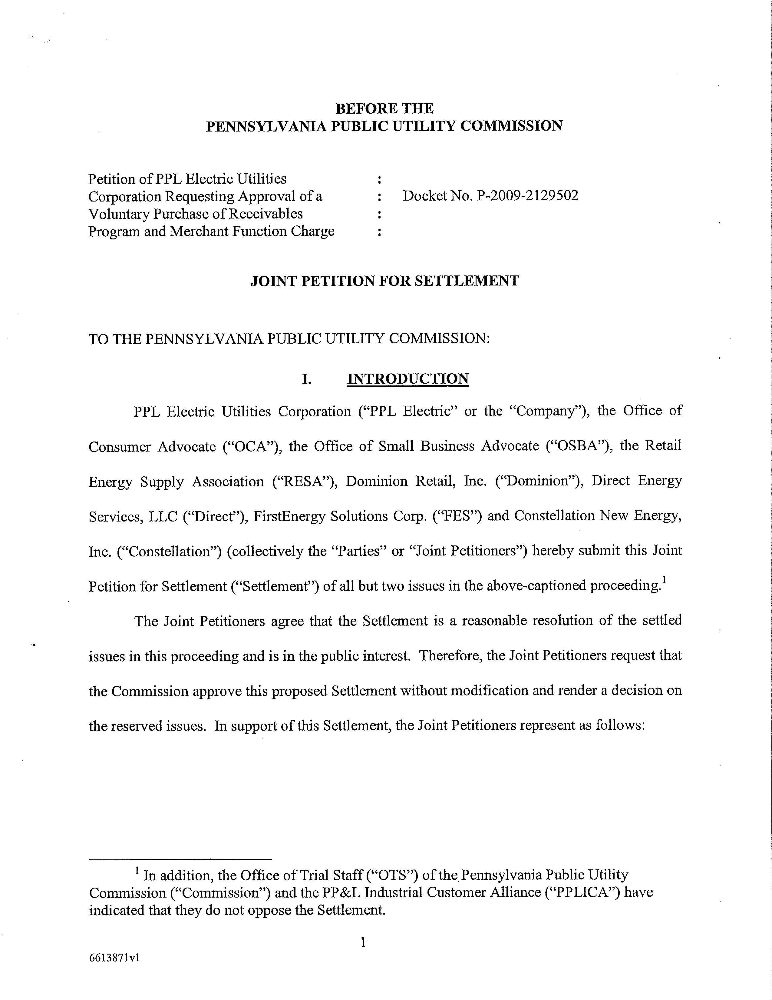 BEFORE THE
PENNSYLVANIA PUBLIC UTILITY COMMISSION
Petition of PPL Electric Utilities :
Corporation Requesting Approval of a : Docket No. P-2009-2129502
Voluntary Purchase of Receivables :
Program and Merchant Function Charge :
JOINT PETITION FOR SETTLEMENT
TO THE PENNSYLVANIA PUBLIC UTILITY COMMISSION:
I. INTRODUCTION
PPL Electric Utilities Corporation (“PPL Electric” or the “Company”), the Office of
Consumer Advocate (“OCA”), the Office of Small Business Advocate (“OSBA”), the Retail
Energy Supply Association (“RESA”), Dominion Retail, Inc. (“Dominion”), Direct Energy
Services, LLC (“Direct”), FirstEnergy Solutions Corp. (“FES”) and Constellation New Energy,
Inc. (“Constellation”) (collectively the “Parties” or “Joint Petitioners”) hereby submit this Joint
Petition for Settlement (“Settlement”) of all but two issues in the above-captioned proceeding.1
The Joint Petitioners agree that the Settlement is a reasonable resolution of the settled
issues in this proceeding and is in the public interest. Therefore, the Joint Petitioners request that
the Commission approve this proposed Settlement without modification and render a decision on
the reserved issues. In support of this Settlement, the Joint Petitioners represent as follows:
1 In addition, the Office of Trial Staff (“OTS”) of the Pennsylvania Public Utility
Commission (“Commission”) and the PP&L Industrial Customer Alliance (“PPLICA”) have
indicated that they do not oppose the Settlement.
1
6613871v1